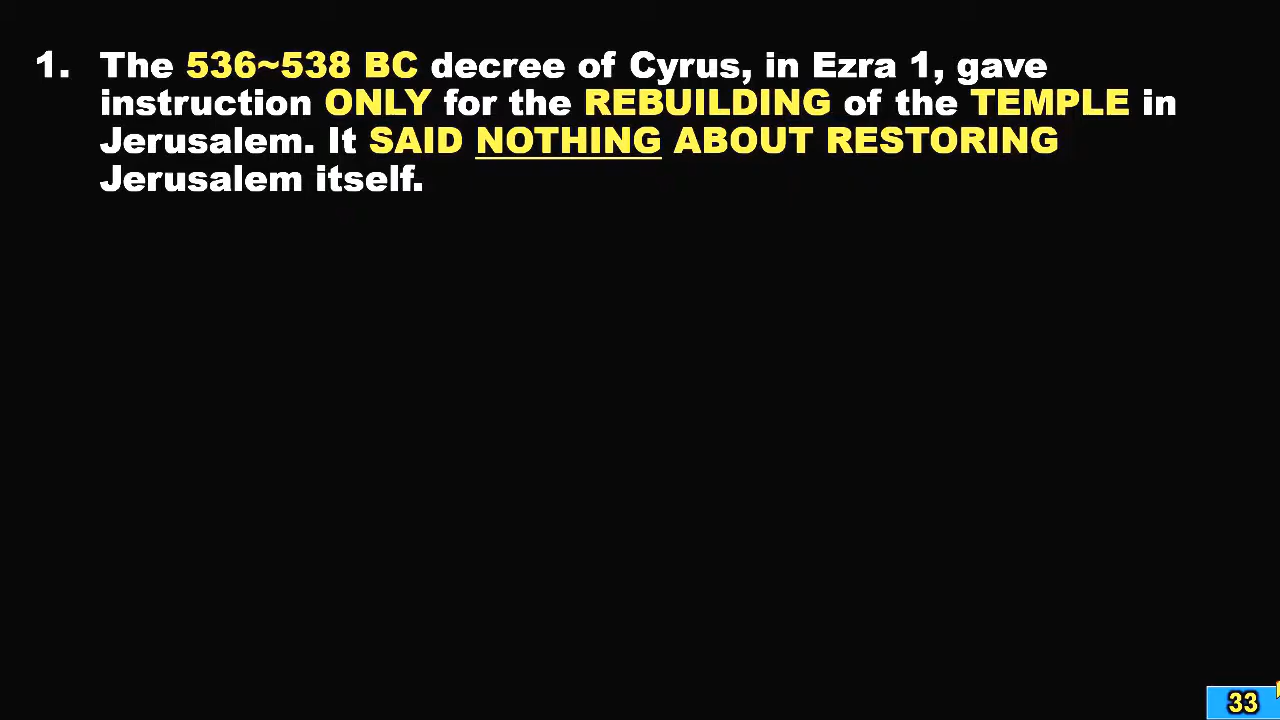 1. The 536~538 BC decree of Cyrus, in Ezra 1, gave
instruction ONLY for the REBUILDING of the TEMPLE in
Jerusalem. It SAID NOTHING ABOUT RESTORING
Jerusalem itself.
33